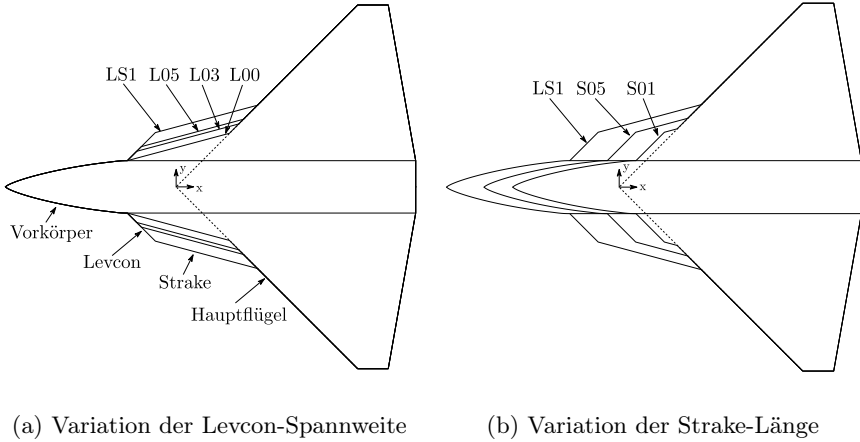 LS1 L05 L03 L00
y
x
Vorkörper
Levcon
Strake
Hauptflügel
(a) Variation der Levcon-Spannweite
LS1 S05 S01
y
x
(b) Variation der Strake-Länge